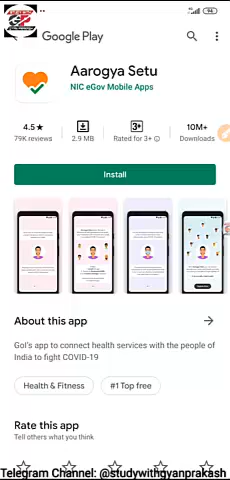 94
Google Play
Aarogya Setu
NIC eGov Mobile Apps
4.5★
79K reviews
2.9 MB
3+
Rated for 3+
10M+
Downloads
Install
About this app
GoI's app to connect health services with the people of
India to fight COVID-19
Health & Fitness
#1 Top free
Rate this app
Tell others what you think
Telegram Channel: @studywithgyanprakash